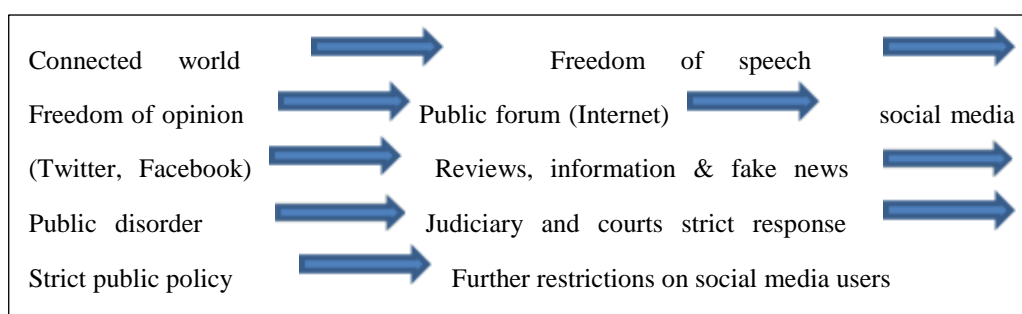 Connected world Freedom of speech
Freedom of opinion Public forum (Internet) social media
(Twitter, Facebook) Reviews, information & fake news
Public disorder Judiciary and courts strict response
Strict public policy Further restrictions on social media users